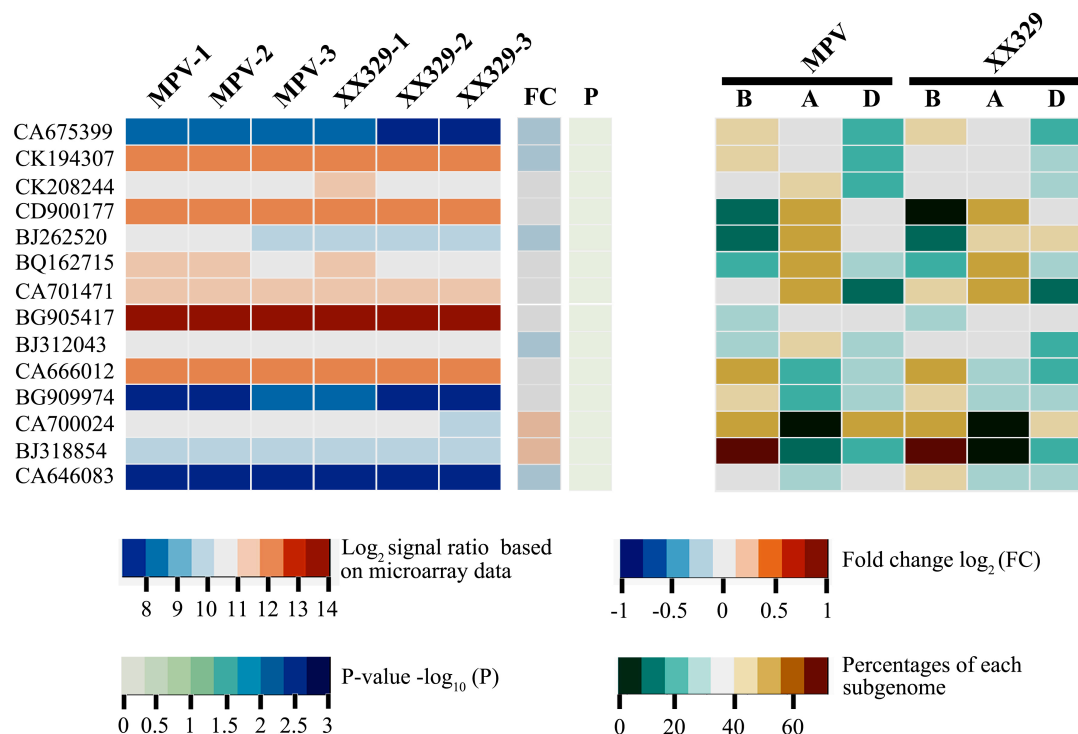 MPV-1 MPV-2 MPV-3 XX329-1 XX329-2 XX329-3
FC P
MPV XX329
B A D B A D
CA675399
CK194307
CK208244
CD900177
BJ262520
BQ162715
CA701471
BG905417
BJ312043
CA666012
BG909974
CA700024
BJ318854
CA646083
Log2 signal ratio based
on microarray data
8 9 10 11 12 13 14
Fold change log2 (FC)
-1 -0.5 0 0.5 1
P-value -log10 (P)
0 0.5 1 1.5 2 2.5 3
Percentages of each
subgenome
0 20 40 60